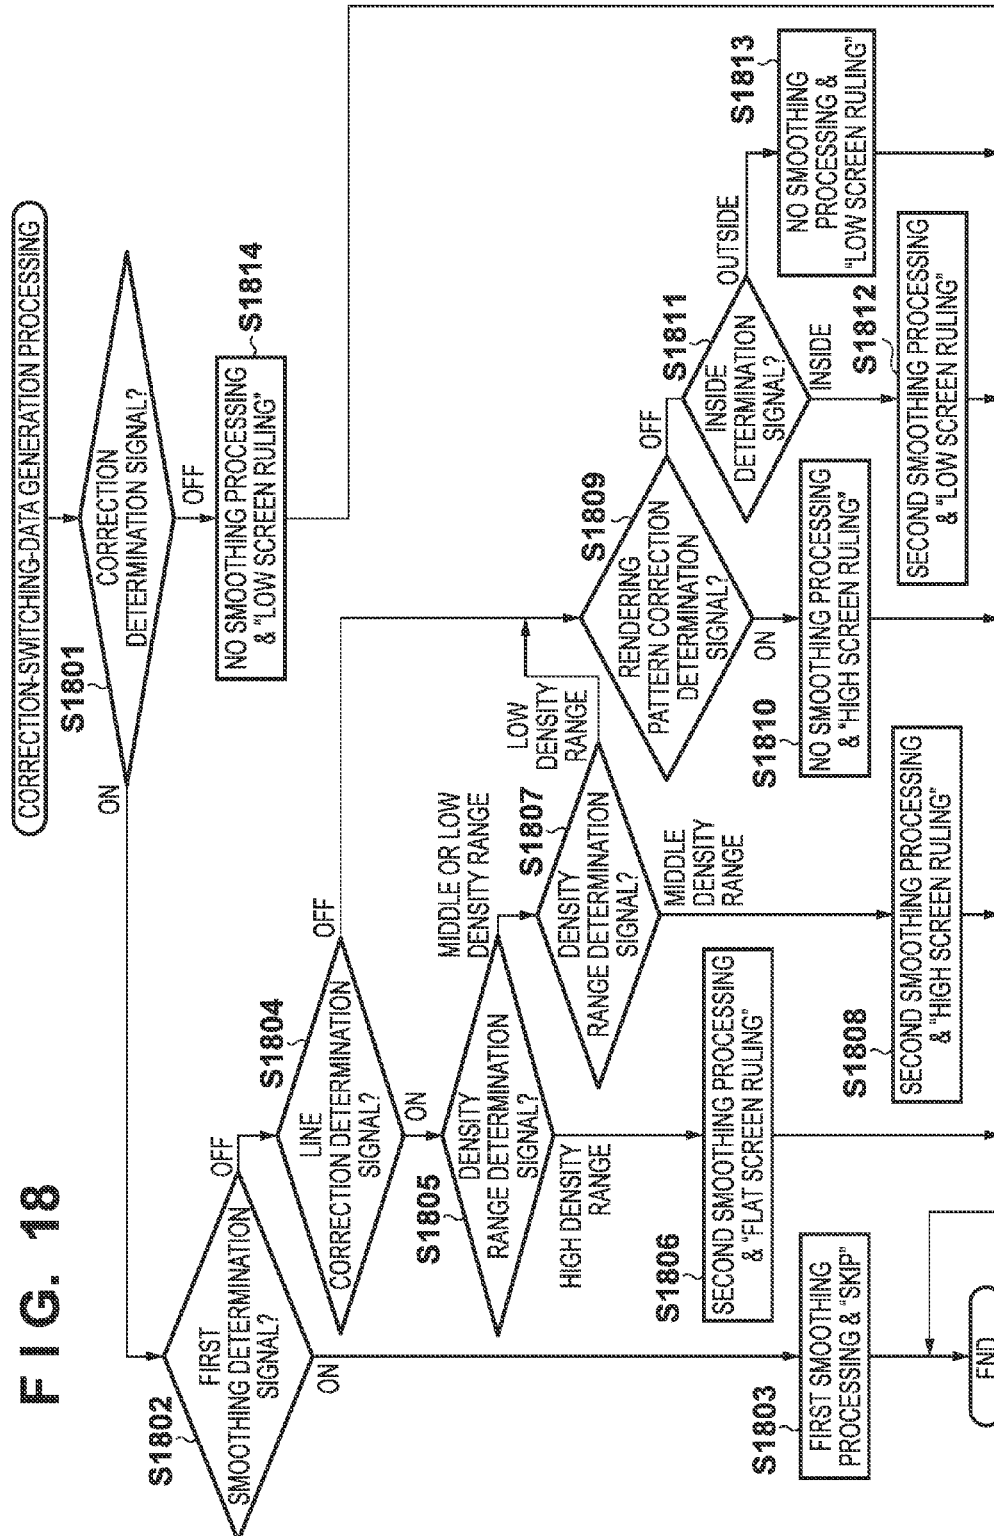 FIG. 18
CORRECTION-SWITCHING-DATA GENERATION PROCESSING
S1801
CORRECTION
DETERMINATION SIGNAL?
ON
OFF
S1814
NO SMOOTHING PROCESSING
& "LOW SCREEN RULING"
S1802
FIRST
SMOOTHING DETERMINATION
SIGNAL?
OFF
ON
S1804
LINE
CORRECTION DETERMINATION
SIGNAL?
OFF
ON
S1805
DENSITY
RANGE DETERMINATION
SIGNAL?
MIDDLE OR LOW
DENSITY RANGE
HIGH DENSITY
RANGE
S1807
DENSITY
RANGE DETERMINATION
SIGNAL?
LOW
DENSITY
RANGE
MIDDLE
DENSITY
RANGE
S1809
RENDERING
PATTERN CORRECTION
DETERMINATION
SIGNAL?
OFF
ON
S1811
INSIDE
DETERMINATION
SIGNAL?
OUTSIDE
INSIDE
S1803
FIRST SMOOTHING
PROCESSING & "SKIP"
S1806
SECOND SMOOTHING PROCESSING
& "FLAT SCREEN RULING"
S1808
SECOND SMOOTHING PROCESSING
& "HIGH SCREEN RULING"
S1810
NO SMOOTHING PROCESSING
& "HIGH SCREEN RULING"
S1812
SECOND SMOOTHING PROCESSING
& "LOW SCREEN RULING"
S1813
NO SMOOTHING
PROCESSING &
"LOW SCREEN RULING"
END